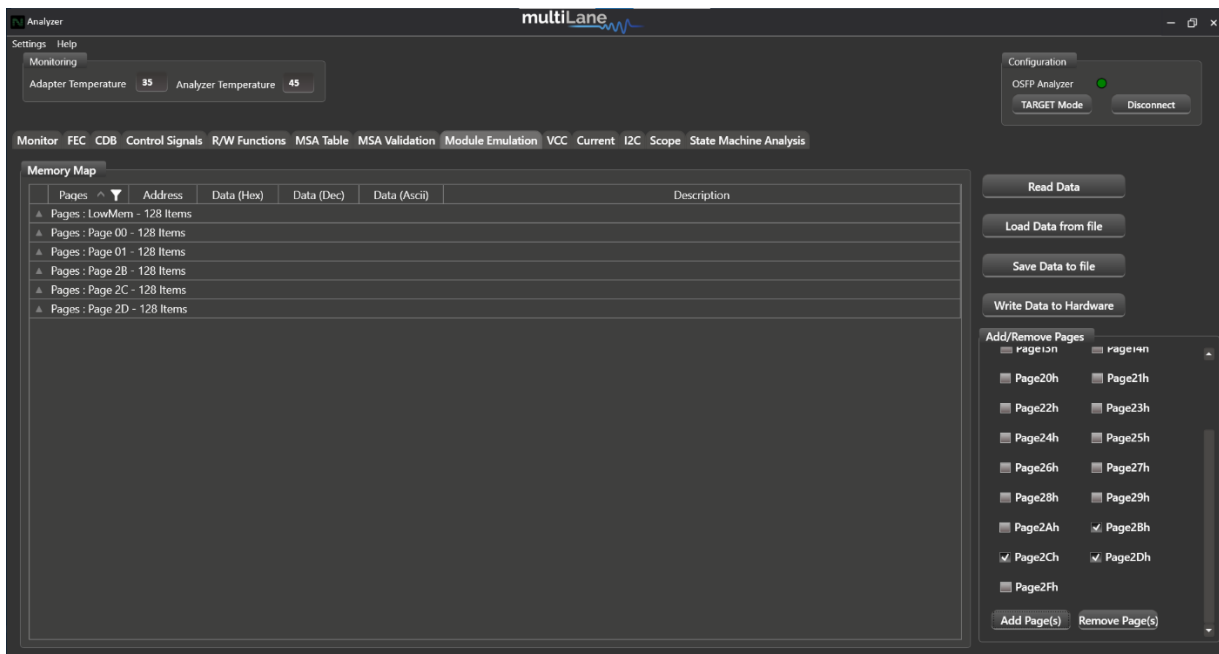 Analyzer
multiLane
Settings Help
Monitoring
Adapter Temperature 35 Analyzer Temperature 45
Configuration
OSFP Analyzer
TARGET Mode Disconnect
Monitor FEC CDB Control Signals R/W Functions MSA Table MSA Validation Module Emulation VCC Current I2C Scope State Machine Analysis
Memory Map
Pages Address Data (Hex) Data (Dec) Data (Ascii) Description
Pages : LowMem - 128 Items
Pages : Page 00 - 128 Items
Pages : Page 01 - 128 Items
Pages : Page 2B - 128 Items
Pages : Page 2C - 128 Items
Pages : Page 2D - 128 Items
Read Data
Load Data from file
Save Data to file
Write Data to Hardware
Add/Remove Pages
Page13h Page14h
Page20h Page21h
Page22h Page23h
Page24h Page25h
Page26h Page27h
Page28h Page29h
Page2Ah Page2Bh
Page2Ch Page2Dh
Page2Fh
Add Page(s) Remove Page(s)